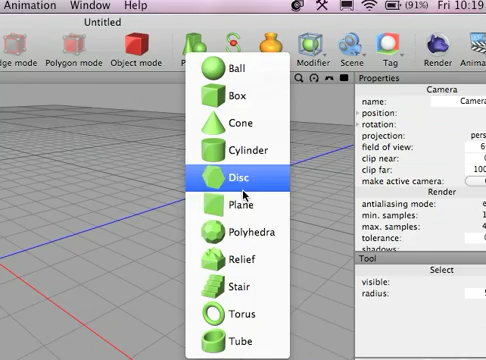 Animation Window (91%) Fri 10:19
Untitled
Polygon mode Object mode Modifier Scene Tag Render
Ball
Box
Cone
Cylinder
Disc
Plane
Polyhedra
Relief
Stair
Torus
Tube
Properties
Camera
name: Camera
position:
rotation:
projection:
field of view:
clip near:
clip far:
make active camera:
Render
antialiasing mode:
min. samples:
max. samples:
tolerance:
shadows:
Tool
Select
visible:
radius: